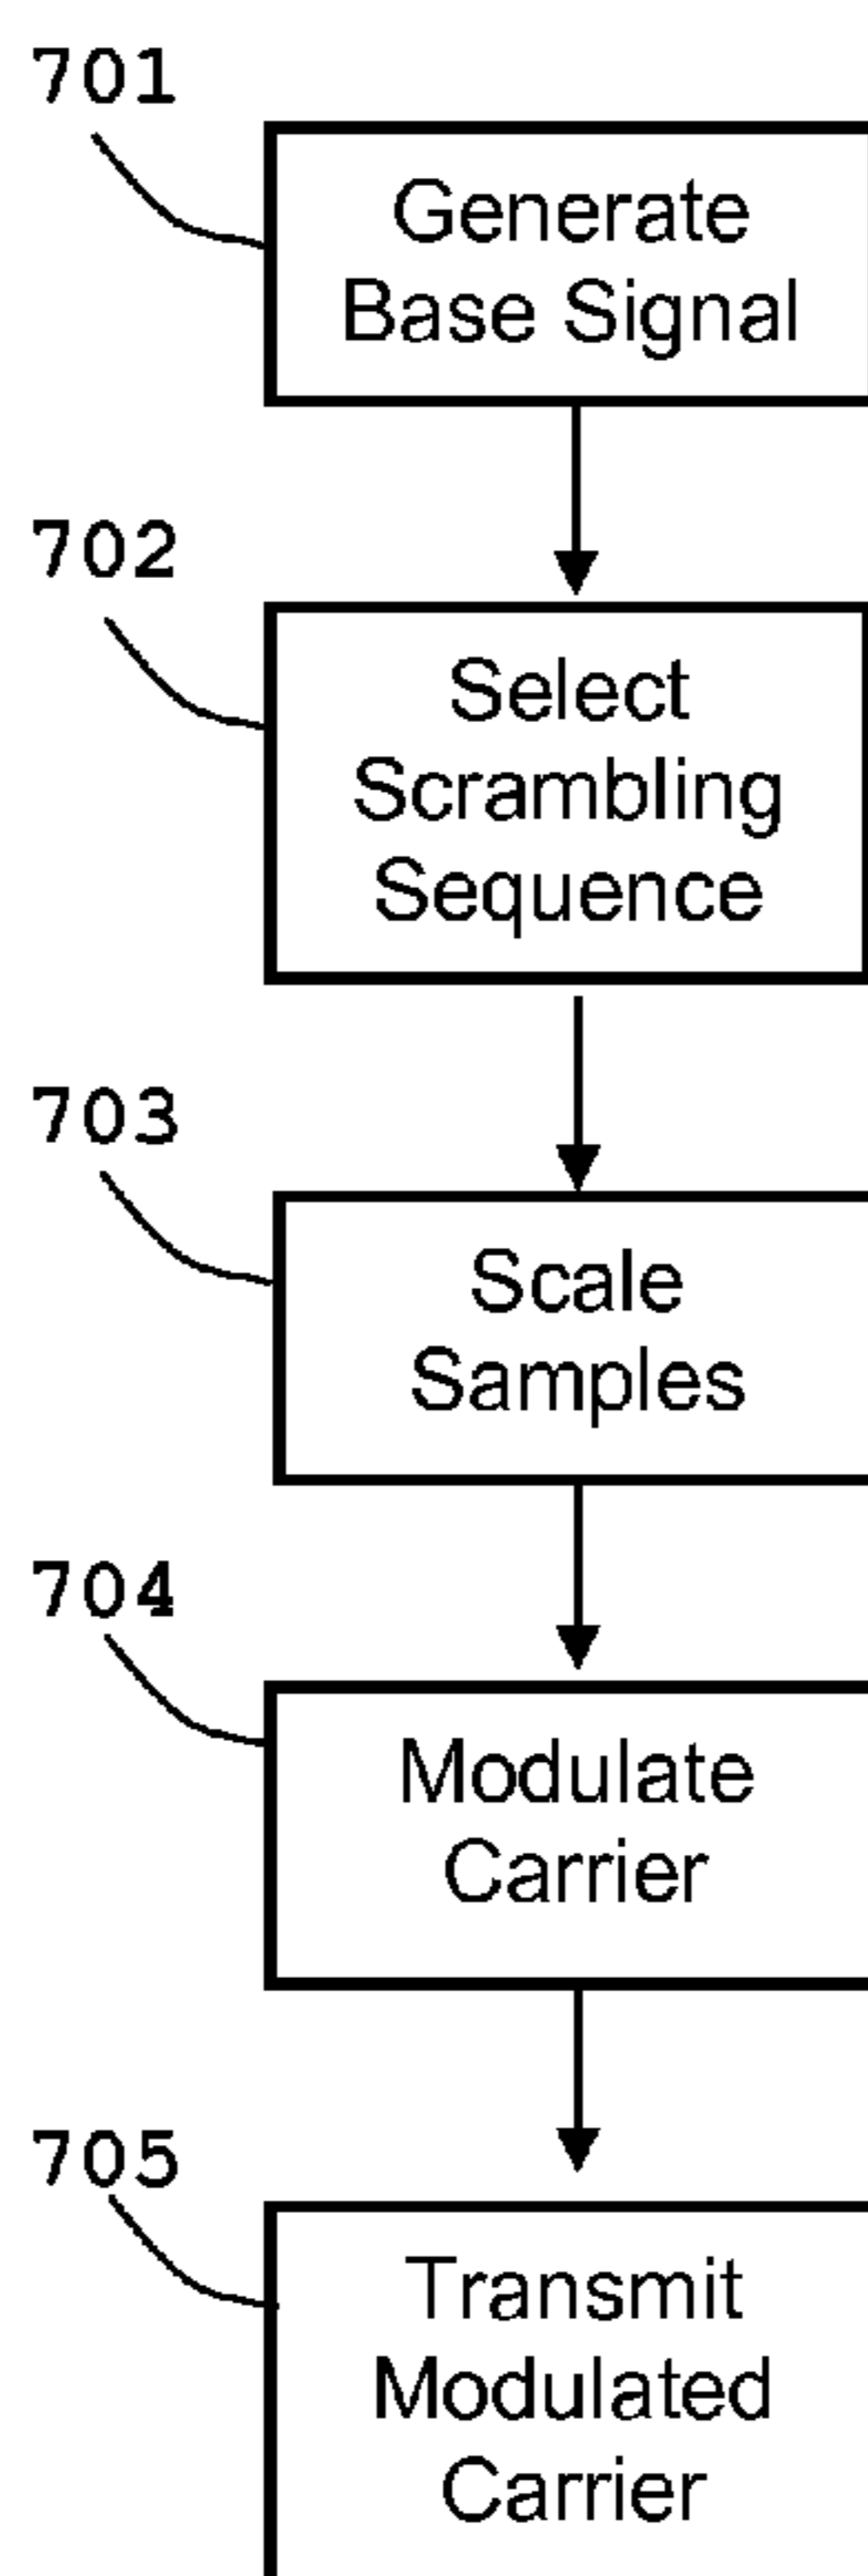 701
Generate
Base Signal
702
Select
Scrambling
Sequence
703
Scale
Samples
704
Modulate
Carrier
705
Transmit
Modulated
Carrier